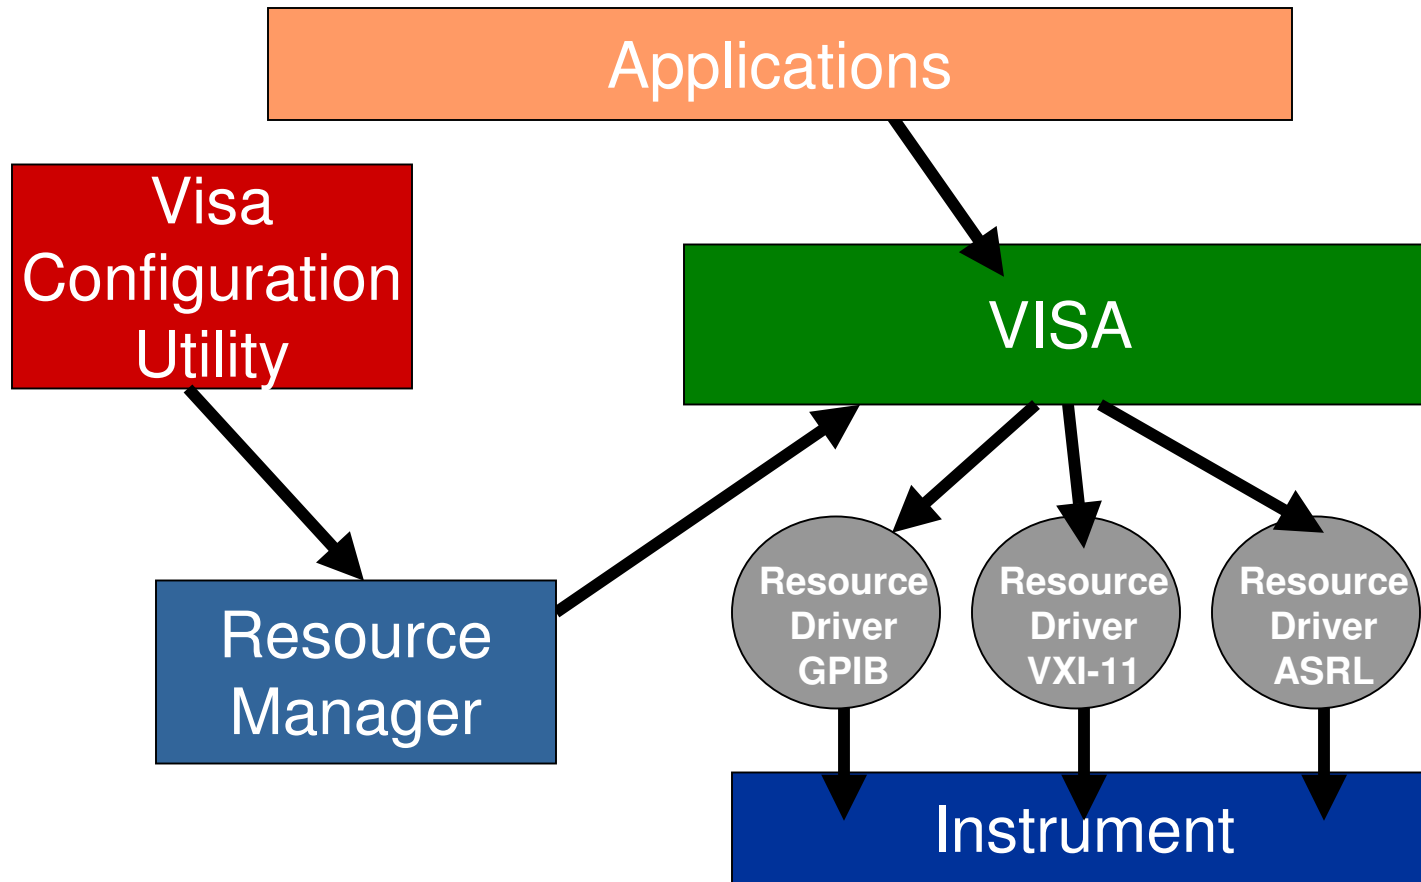 Applications
Visa
Configuration
Utility
VISA
Resource
Manager
Resource
Driver
GPIB
Resource
Driver
VXI-11
Resource
Driver
ASRL
Instrument